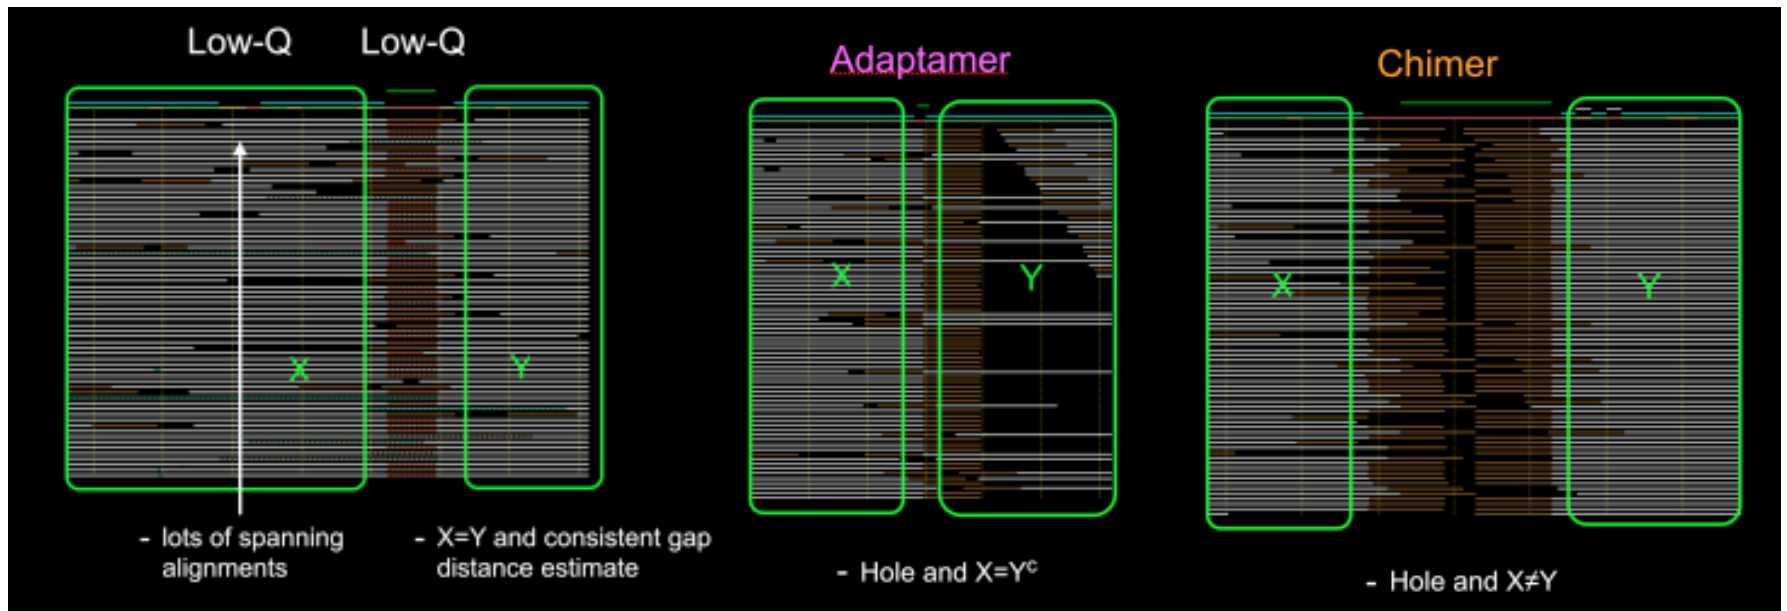 Low-Q
Low-Q
X
Y
- lots of spanning
alignments
- X=Y and consistent gap
distance estimate
Adaptamer
X
Y
- Hole and X=Yᶜ
Chimer
X
Y
- Hole and X≠Y